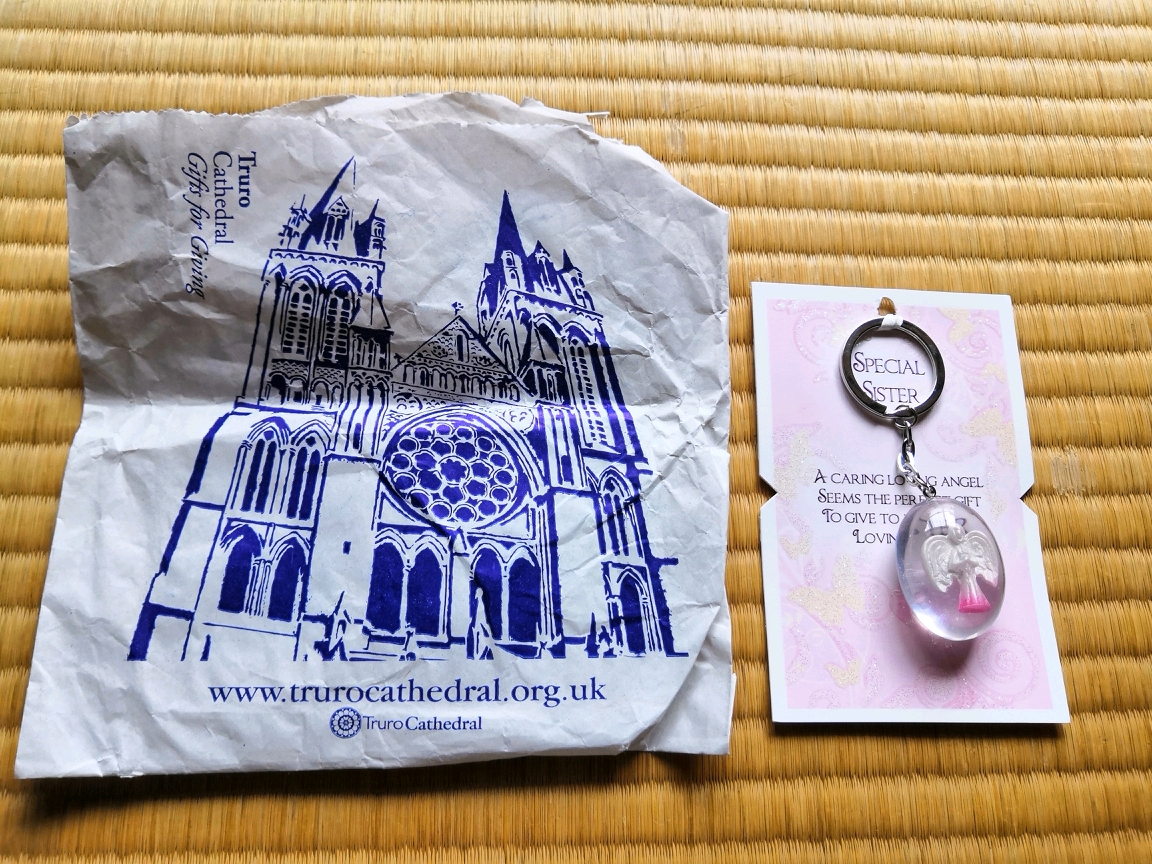 Truro
Cathedral
Gifts for Giving
www.trurocathedral.org.uk
Truro Cathedral
SPECIAL
SISTER
A CARING ANGEL
SEEMS THE GIFT
TO GIVE TO